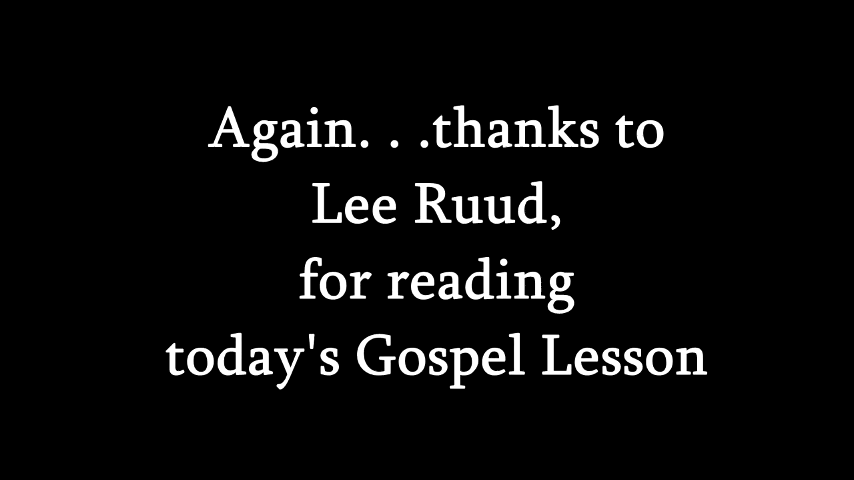 Again. . .thanks to
Lee Ruud,
for reading
today's Gospel Lesson